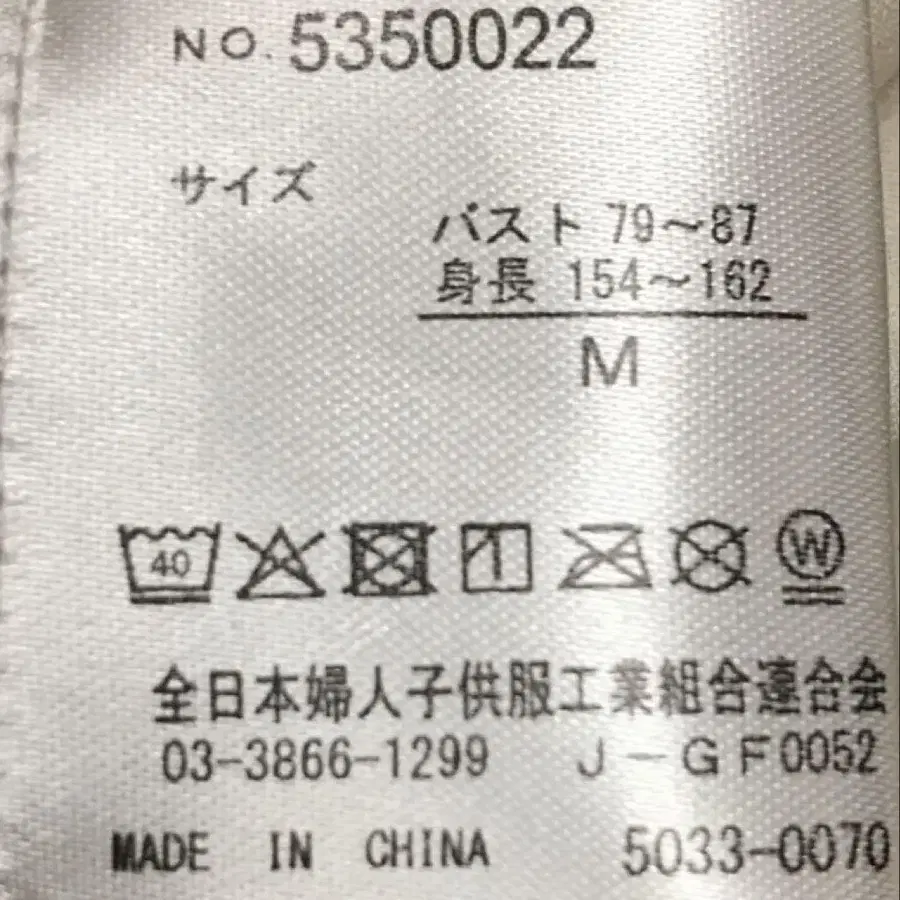 NO. 5350022
サイズ
バスト 79〜87
身長 154〜162
M
40 W
全日本婦人子供服工業組合連合会
03-3866-1299 J-GF0052
MADE IN CHINA 5033-0070